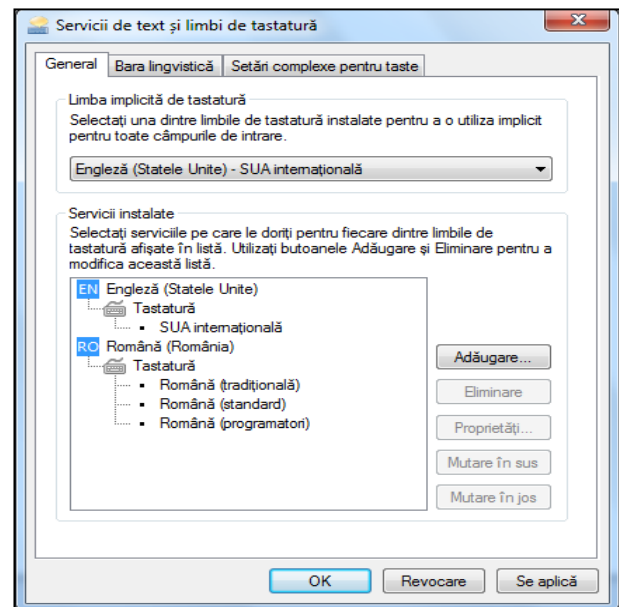 Servicii de text și limbi de tastatură
General Bara lingvistică Setări complexe pentru taste
Limba implicită de tastatură
Selectați una dintre limbile de tastatură instalate pentru a o utiliza implicit
pentru toate câmpurile de intrare.
Engleză (Statele Unite) - SUA internațională
Servicii instalate
Selectați serviciile pe care le doriți pentru fiecare dintre limbile de
tastatură afișate în listă. Utilizați butoanele Adăugare și Eliminare pentru a
modifica această listă.
EN Engleză (Statele Unite)
Tastatură
SUA internațională
RO Română (România)
Tastatură
Română (tradițională)
Română (standard)
Română (programatori)
Adăugare...
Eliminare
Proprietăți...
Mutare în sus
Mutare în jos
OK Revocare Se aplică